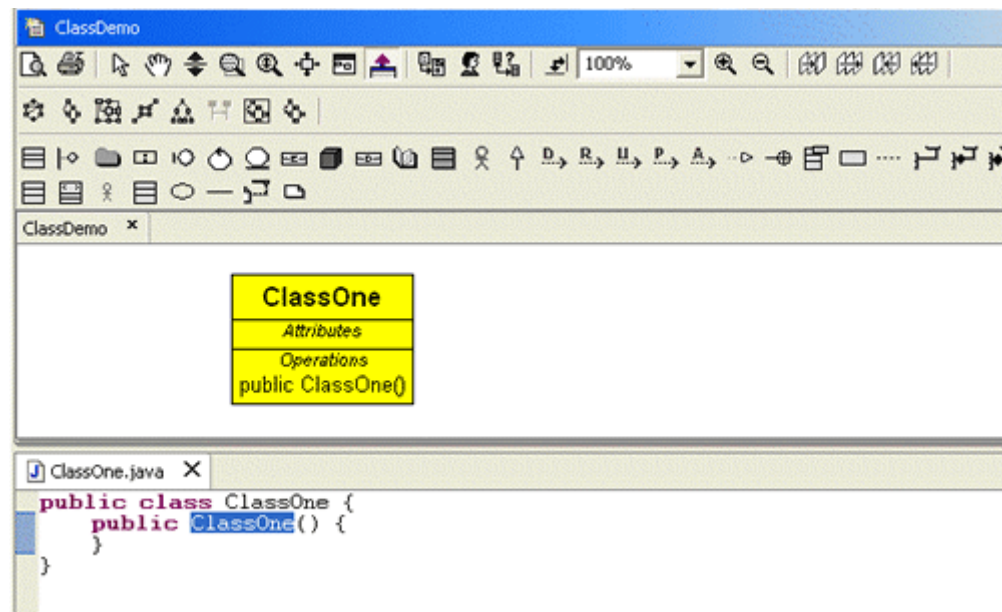 ClassDemo
100%
D R U P A
ClassDemo ×
ClassOne
Attributes
Operations
public ClassOne()
J ClassOne.java X
public class ClassOne {
public ClassOne() {
}
}